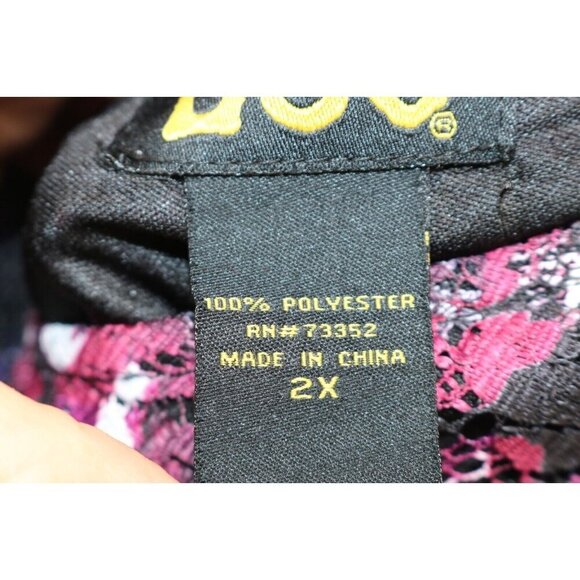 ®
100% POLYESTER
RN# 73352
MADE IN CHINA
2X